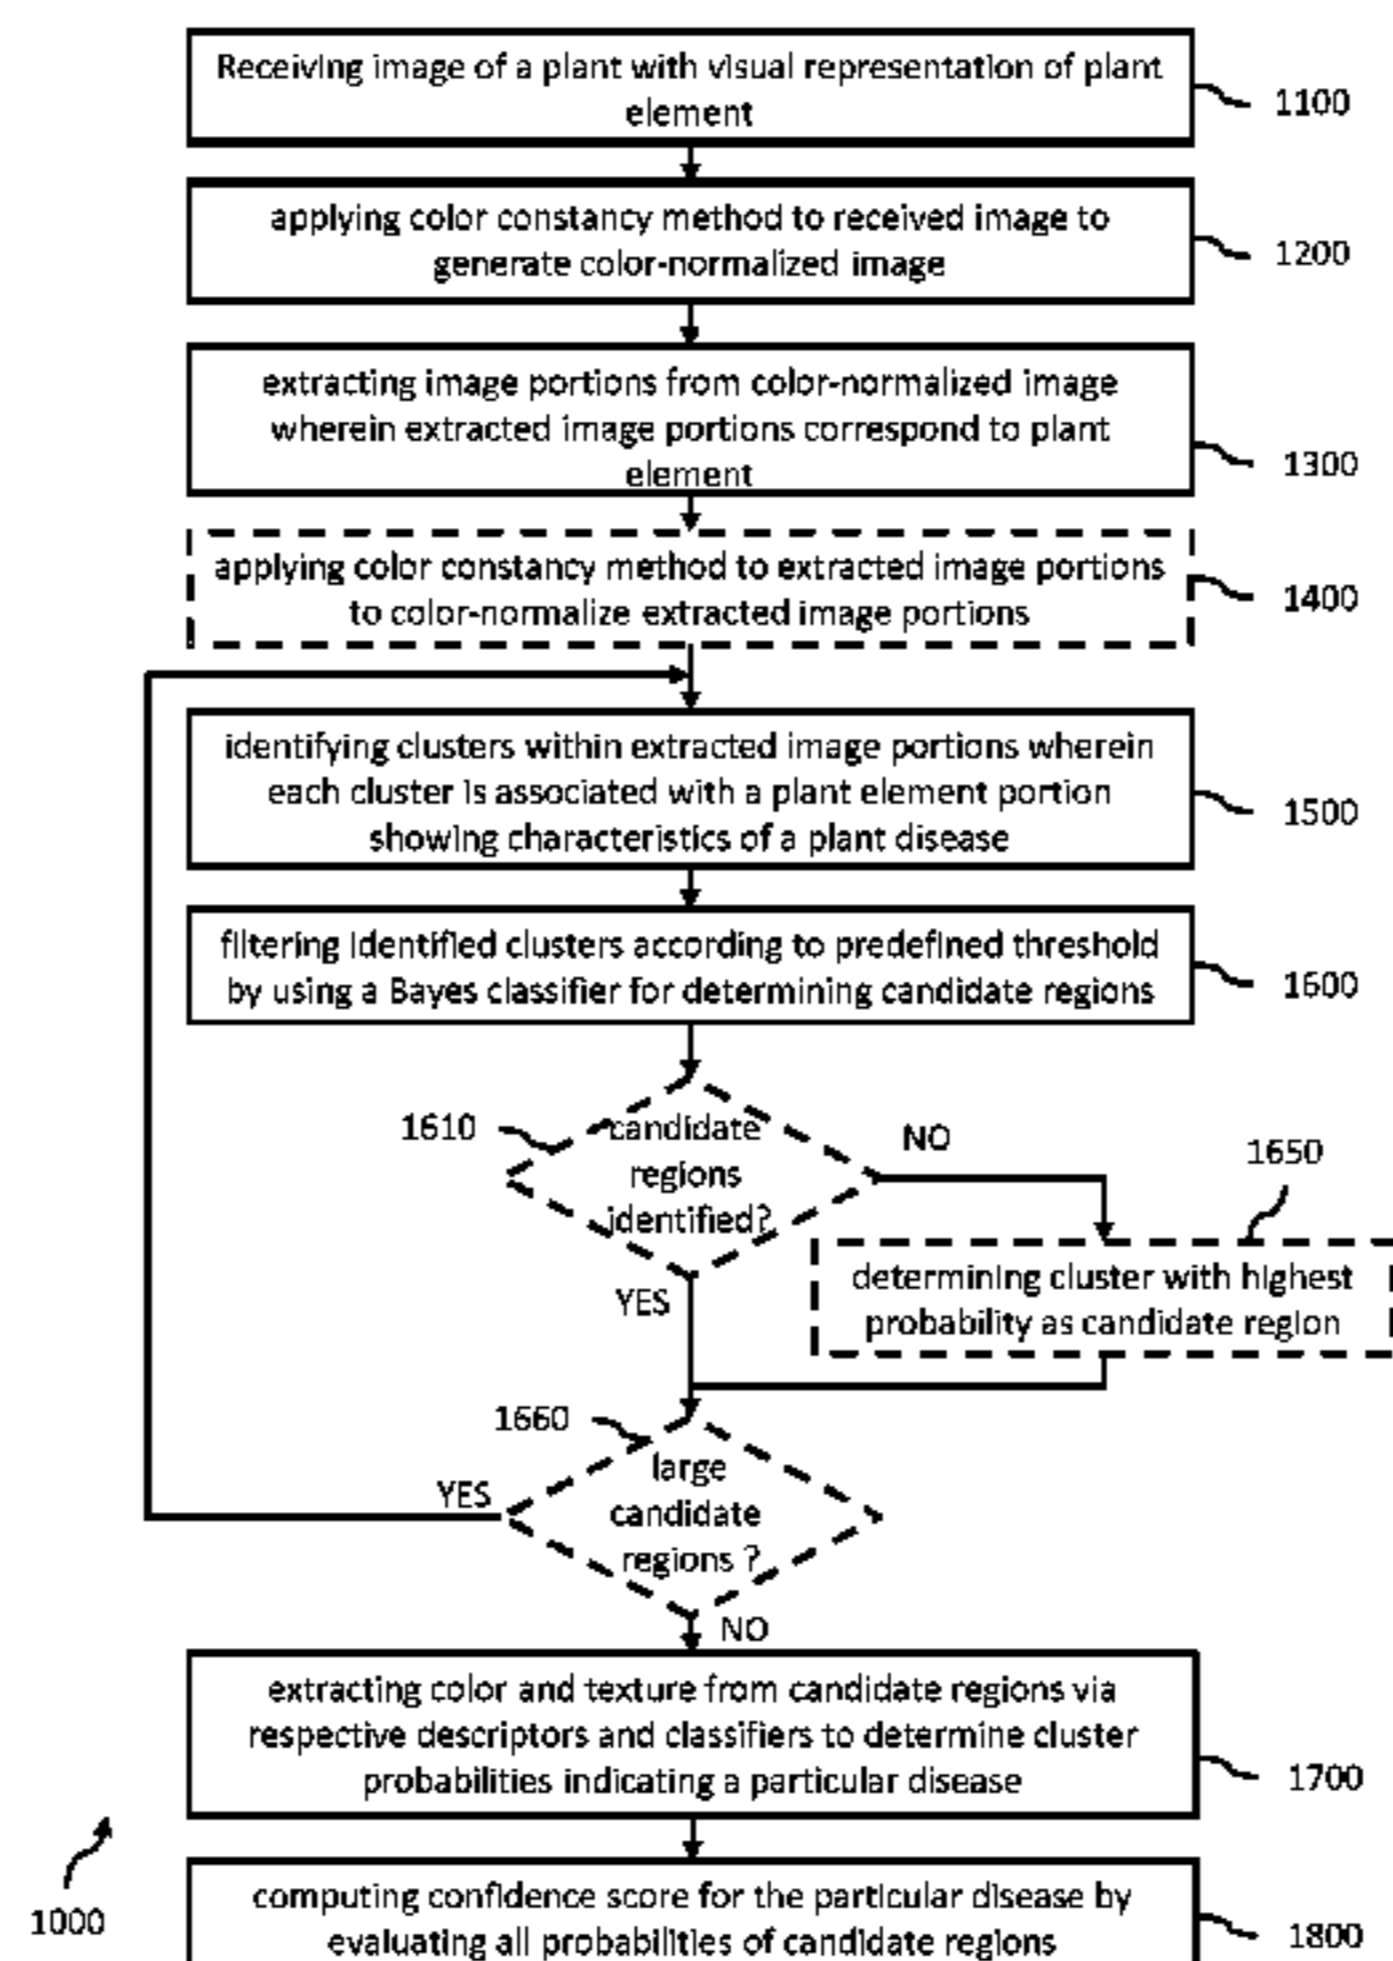 Receiving image of a plant with visual representation of plant
element
1100
applying color constancy method to received image to
generate color-normalized image
1200
extracting image portions from color-normalized image
wherein extracted image portions correspond to plant
element
1300
applying color constancy method to extracted image portions
to color-normalize extracted image portions
1400
identifying clusters within extracted image portions wherein
each cluster is associated with a plant element portion
showing characteristics of a plant disease
1500
filtering identified clusters according to predefined threshold
by using a Bayes classifier for determining candidate regions
1600
1610
candidate
regions
identified?
NO
YES
1650
determining cluster with highest
probability as candidate region
1660
large
candidate
regions ?
YES
NO
extracting color and texture from candidate regions via
respective descriptors and classifiers to determine cluster
probabilities indicating a particular disease
1700
1000
computing confidence score for the particular disease by
evaluating all probabilities of candidate regions
1800